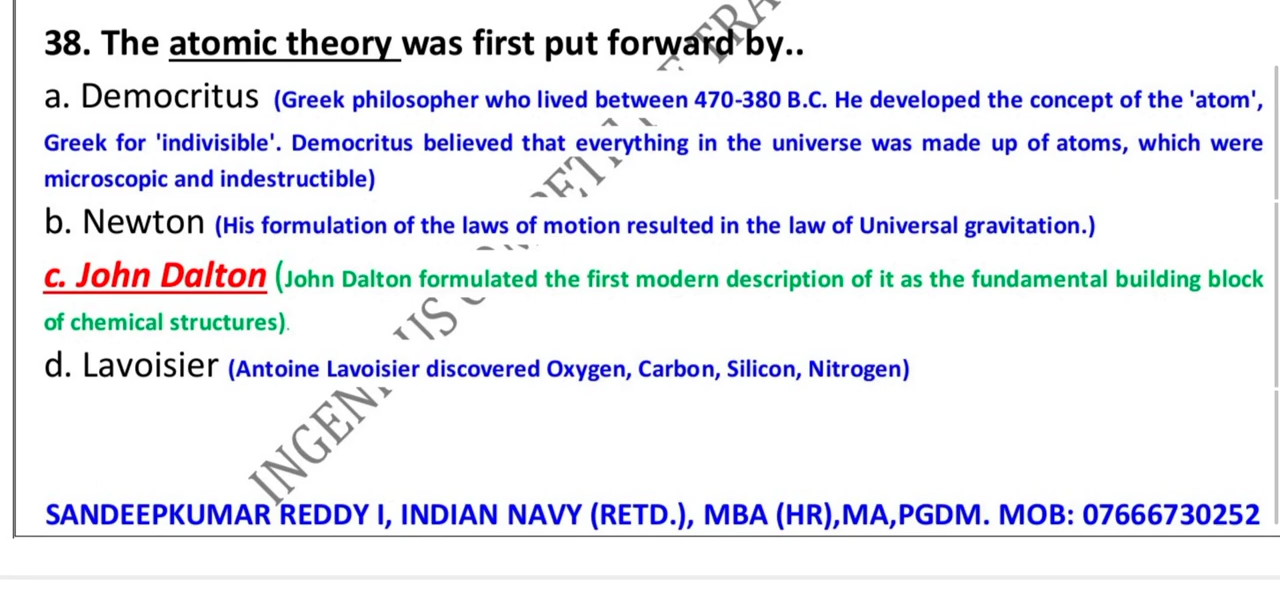 38. The atomic theory was first put forward by..
a. Democritus (Greek philosopher who lived between 470-380 B.C. He developed the concept of the 'atom',
Greek for 'indivisible'. Democritus believed that everything in the universe was made up of atoms, which were
microscopic and indestructible)
b. Newton (His formulation of the laws of motion resulted in the law of Universal gravitation.)
c. John Dalton (John Dalton formulated the first modern description of it as the fundamental building block
of chemical structures).
d. Lavoisier (Antoine Lavoisier discovered Oxygen, Carbon, Silicon, Nitrogen)
SANDEEPKUMAR REDDY I, INDIAN NAVY (RETD.), MBA (HR),MA,PGDM. MOB: 07666730252